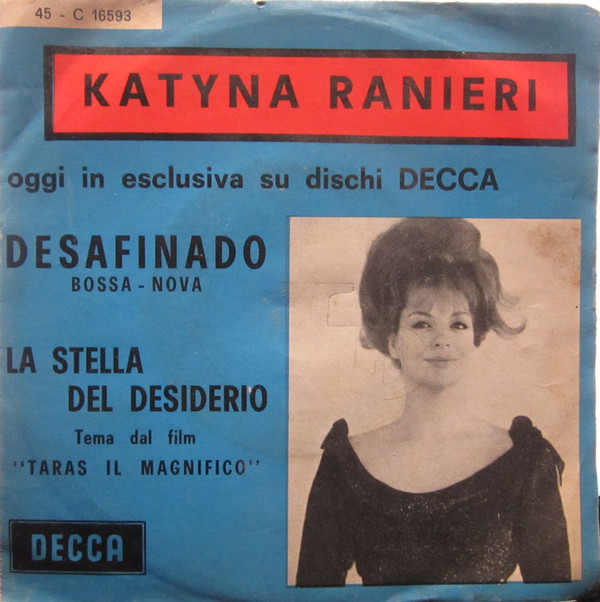 45 - C 16593
KATYNA RANIERI
oggi in esclusiva su dischi DECCA
DESAFINADO
BOSSA - NOVA
LA STELLA
DEL DESIDERIO
Tema dal film
"TARAS IL MAGNIFICO"
DECCA